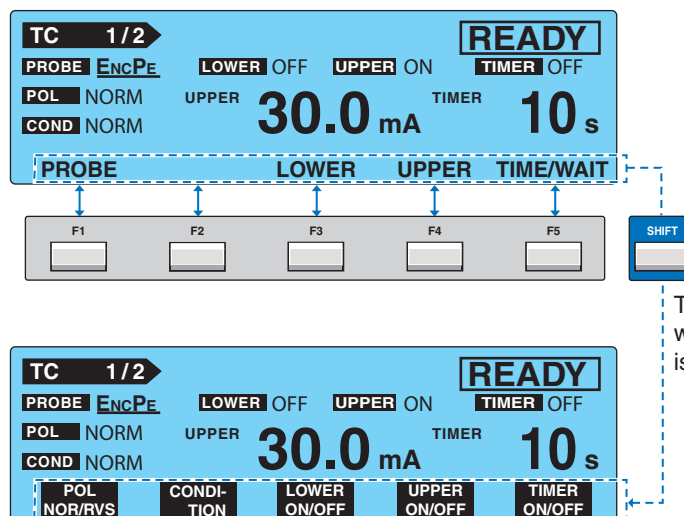 TC 1/2 READY
PROBE ENCPE LOWER OFF UPPER ON TIMER OFF
POL NORM UPPER 30.0 mA TIMER 10 s
COND NORM
PROBE LOWER UPPER TIME/WAIT
F1 F2 F3 F4 F5 SHIFT
TC 1/2 READY
PROBE ENCPE LOWER OFF UPPER ON TIMER OFF
POL NORM UPPER 30.0 mA TIMER 10 s
COND NORM
POL CONDI- LOWER UPPER TIMER
NOR/RVS TION ON/OFF ON/OFF ON/OFF